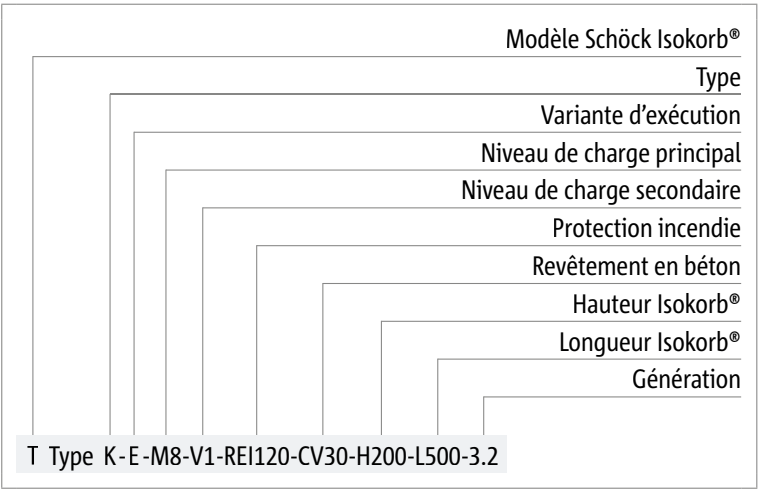 Modèle Schöck Isokorb®
Type
Variante d’exécution
Niveau de charge principal
Niveau de charge secondaire
Protection incendie
Revêtement en béton
Hauteur Isokorb®
Longueur Isokorb®
Génération
T Type K-E-M8-V1-REI120-CV30-H200-L500-3.2